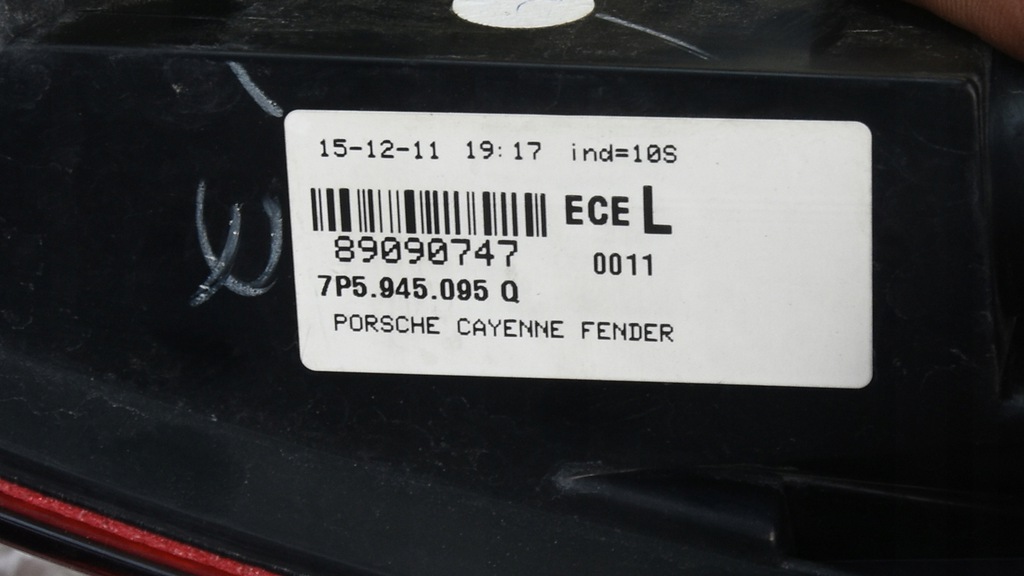 15-12-11 19:17 ind=10S
ECE L
89090747
0011
7P5.945.095 Q
PORSCHE CAYENNE FENDER